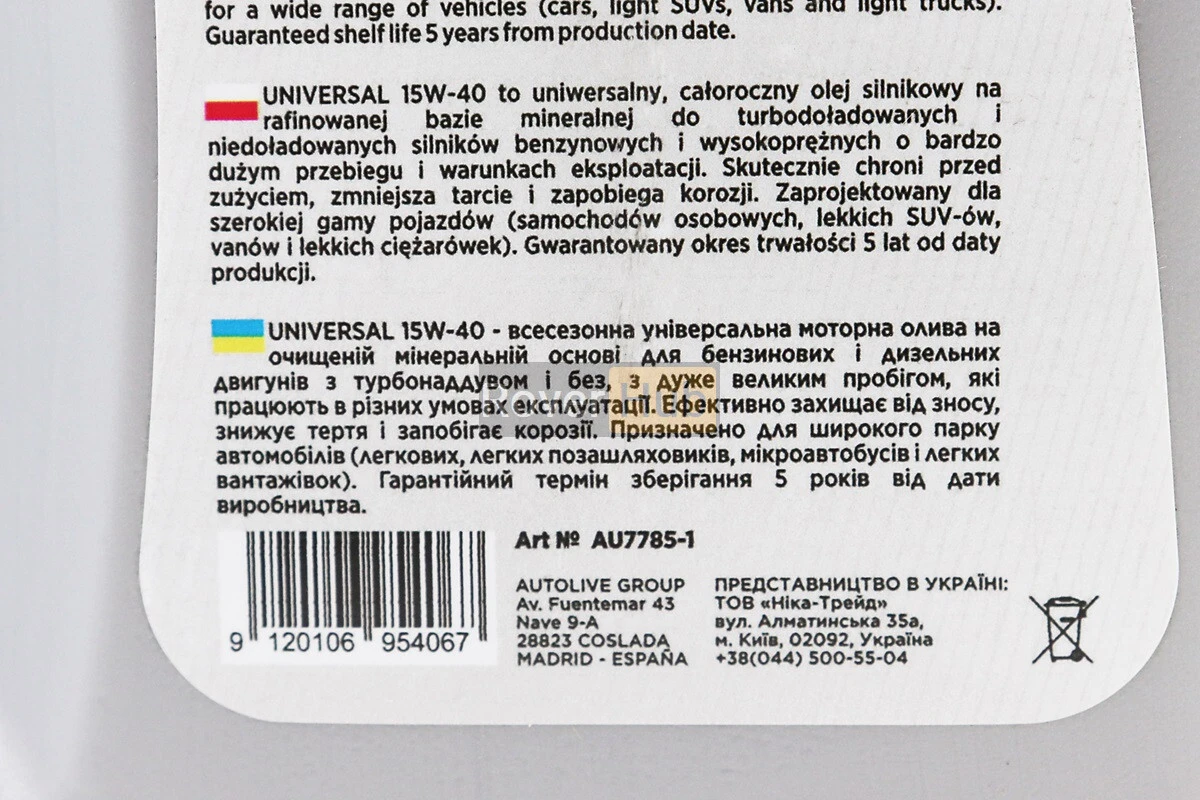 for a wide range of vehicles (cars, light SUVs, vans and light trucks).
Guaranteed shelf life 5 years from production date.
UNIVERSAL 15W-40 to uniwersalny, całoroczny olej silnikowy na
rafinowanej bazie mineralnej do turbodoładowanych i
niedoładowanych silników benzynowych i wysokoprężnych o bardzo
dużym przebiegu i warunkach eksploatacji. Skutecznie chroni przed
zużyciem, zmniejsza tarcie i zapobiega korozji. Zaprojektowany dla
szerokiej gamy pojazdów (samochodów osobowych, lekkich SUV-ów,
vanów i lekkich ciężarówek). Gwarantowany okres trwałości 5 lat od daty
produkcji.
UNIVERSAL 15W-40 - всесезонна універсальна моторна олива на
очищеній мінеральній основі для бензинових і дизельних
двигунів з турбонаддувом і без, з дуже великим пробігом, які
працюють в різних умовах експлуатації. Ефективно захищає від зносу,
знижує тертя і запобігає корозії. Призначено для широкого парку
автомобілів (легкових, легких позашляховиків, мікроавтобусів і легких
вантажівок). Гарантійний термін зберігання 5 років від дати
виробництва.
Rover Hub
Art № AU7785-1
AUTOLIVE GROUP
Av. Fuentemar 43
Nave 9-A
28823 COSLADA
MADRID - ESPAÑA
ПРЕДСТАВНИЦТВО В УКРАЇНІ:
ТОВ «Ніка-Трейд»
вул. Алматинська 35а,
м. Київ, 02092, Україна
+38(044) 500-55-04
9 120106 954067